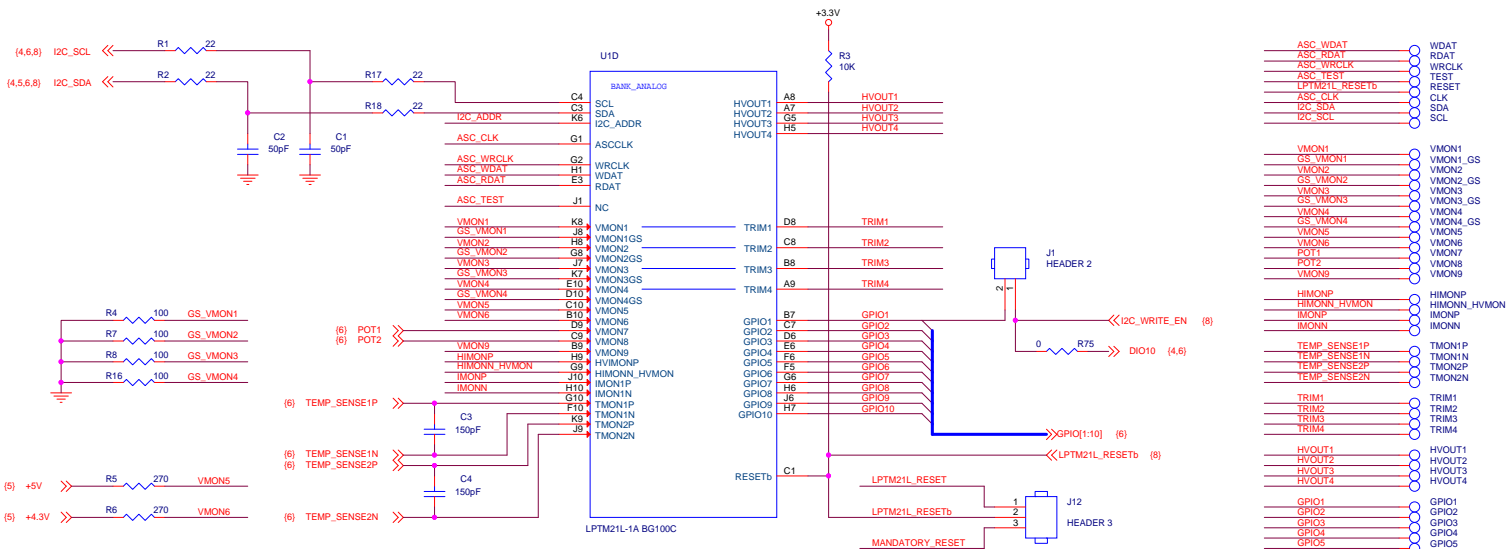 +3.3V
{4,6,8} I2C_SCL
R1 22
{4,5,6,8} I2C_SDA
R2 22
R17 22
R18 22
C2
50pF
C1
50pF
R3
10K
U1D
BANK_ANALOG
C4 SCL
C3 SDA
I2C_ADDR K6 I2C_ADDR
ASC_CLK G1 ASCCLK
ASC_WRCLK G2 WRCLK
ASC_WDAT H1 WDAT
ASC_RDAT E3 RDAT
ASC_TEST J1 NC
VMON1 K8 VMON1
GS_VMON1 J8 VMON1GS
VMON2 H8 VMON2
GS_VMON2 G8 VMON2GS
VMON3 J7 VMON3
GS_VMON3 K7 VMON3GS
VMON4 E10 VMON4
GS_VMON4 D10 VMON4GS
VMON5 C10 VMON5
VMON6 B10 VMON6
{6} POT1 D9 VMON7
{6} POT2 C9 VMON8
VMON9 B9 VMON9
HIMONP H9 HVIMONP
HIMONN_HVMON G9 HIMONN_HVMON
IMONP J10 IMON1P
IMONN H10 IMON1N
G10 TMON1P
F10 TMON1N
K9 TMON2P
J9 TMON2N
HVOUT1 A8 HVOUT1
HVOUT2 A7 HVOUT2
HVOUT3 G5 HVOUT3
HVOUT4 H5 HVOUT4
TRIM1 D8 TRIM1
TRIM2 C8 TRIM2
TRIM3 B8 TRIM3
TRIM4 A9 TRIM4
GPIO1 B7 GPIO1
GPIO2 C7 GPIO2
GPIO3 D6 GPIO3
GPIO4 E6 GPIO4
GPIO5 F6 GPIO5
GPIO6 F5 GPIO6
GPIO7 G6 GPIO7
GPIO8 H6 GPIO8
GPIO9 J6 GPIO9
GPIO10 H7 GPIO10
RESETb C1
LPTM21L-1A BG100C
R4 100 GS_VMON1
R7 100 GS_VMON2
R8 100 GS_VMON3
R16 100 GS_VMON4
{6} TEMP_SENSE1P
C3
150pF
{6} TEMP_SENSE1N
{6} TEMP_SENSE2P
C4
150pF
{6} TEMP_SENSE2N
{5} +5V R5 270 VMON5
{5} +4.3V R6 270 VMON6
J1
HEADER 2
2 1
I2C_WRITE_EN {8}
0 R75 DIO10 {4,6}
GPIO[1:10] {6}
LPTM21L_RESETb {8}
LPTM21L_RESET 1
LPTM21L_RESETb 2
MANDATORY_RESET 3
J12
HEADER 3
ASC_WDAT WDAT
ASC_RDAT RDAT
ASC_WRCLK WRCLK
ASC_TEST TEST
LPTM21L_RESETb RESET
ASC_CLK CLK
I2C_SDA SDA
I2C_SCL SCL
VMON1 VMON1
GS_VMON1 VMON1_GS
VMON2 VMON2
GS_VMON2 VMON2_GS
VMON3 VMON3
GS_VMON3 VMON3_GS
VMON4 VMON4
GS_VMON4 VMON4_GS
VMON5 VMON5
VMON6 VMON6
POT1 VMON7
POT2 VMON8
VMON9 VMON9
HIMONP HIMONP
HIMONN_HVMON HIMONN_HVMON
IMONP IMONP
IMONN IMONN
TEMP_SENSE1P TMON1P
TEMP_SENSE1N TMON1N
TEMP_SENSE2P TMON2P
TEMP_SENSE2N TMON2N
TRIM1 TRIM1
TRIM2 TRIM2
TRIM3 TRIM3
TRIM4 TRIM4
HVOUT1 HVOUT1
HVOUT2 HVOUT2
HVOUT3 HVOUT3
HVOUT4 HVOUT4
GPIO1 GPIO1
GPIO2 GPIO2
GPIO3 GPIO3
GPIO4 GPIO4
GPIO5 GPIO5